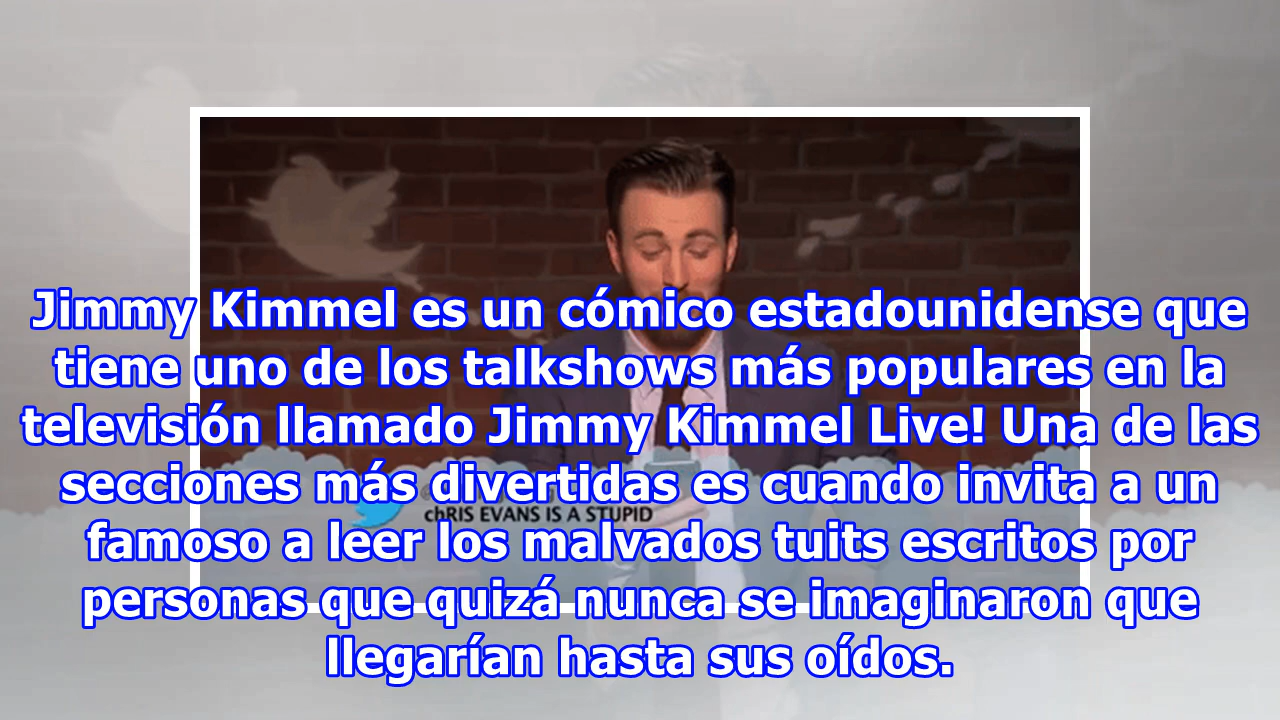 Jimmy Kimmel es un cómico estadounidense que
tiene uno de los talkshows más populares en la
televisión llamado Jimmy Kimmel Live! Una de las
secciones más divertidas es cuando invita a un
chRIS EVANS IS A STUPID
famoso a leer los malvados tuits escritos por
personas que quizá nunca se imaginaron que
llegarían hasta sus oídos.